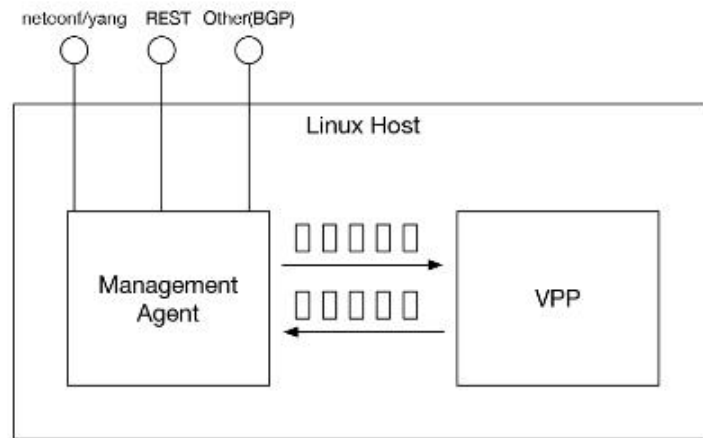 netconf/yang REST Other(BGP)
Linux Host
Management
Agent
VPP